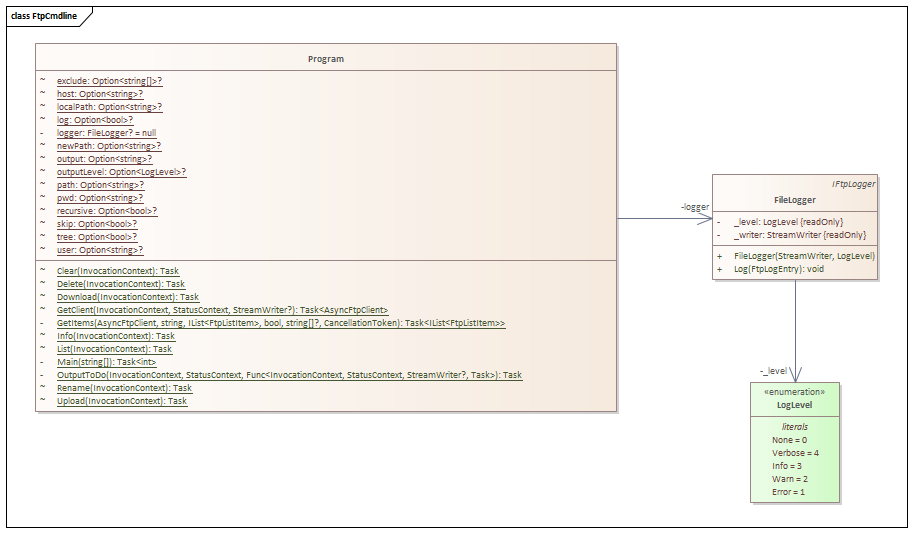 class FtpCmdline
Program
~ exclude: Option<string[]>?
~ host: Option<string>?
~ localPath: Option<string>?
~ log: Option<bool>?
- logger: FileLogger? = null
~ newPath: Option<string>?
~ output: Option<string>?
~ outputLevel: Option<LogLevel>?
~ path: Option<string>?
~ pwd: Option<string>?
~ recursive: Option<bool>?
~ skip: Option<bool>?
~ tree: Option<bool>?
~ user: Option<string>?
~ Clear(InvocationContext): Task
~ Delete(InvocationContext): Task
~ Download(InvocationContext): Task
~ GetClient(InvocationContext, StatusContext, StreamWriter?): Task<AsyncFtpClient>
- GetItems(AsyncFtpClient, string, IList<FtpListItem>, bool, string[]?, CancellationToken): Task<IList<FtpListItem>>
~ Info(InvocationContext): Task
~ List(InvocationContext): Task
- Main(string[]): Task<int>
- OutputToDo(InvocationContext, StatusContext, Func<InvocationContext, StatusContext, StreamWriter?, Task>): Task
~ Rename(InvocationContext): Task
~ Upload(InvocationContext): Task
-logger
IFtpLogger
FileLogger
- _level: LogLevel {readOnly}
- _writer: StreamWriter {readOnly}
+ FileLogger(StreamWriter, LogLevel)
+ Log(FtpLogEntry): void
-_level
«enumeration»
LogLevel
literals
None = 0
Verbose = 4
Info = 3
Warn = 2
Error = 1